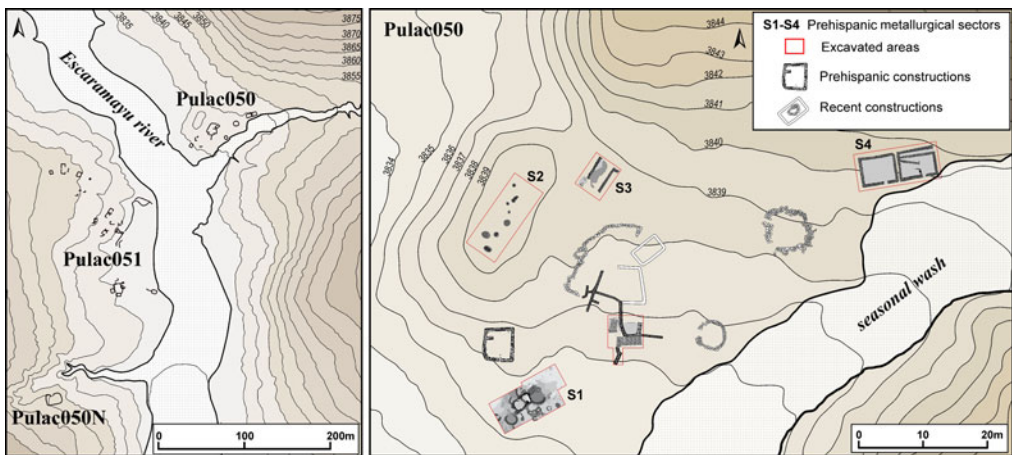 3835
3840
3845
3850
3875
3870
3865
3860
3855
Escaramayu river
Pulac050
Pulac051
Pulac050N
0 100 200m
Pulac050
S1-S4 Prehispanic metallurgical sectors
Excavated areas
Prehispanic constructions
Recent constructions
3844
3843
3842
3841
3840
3839
3834
3835
3836
3837
3838
3839
S2
S3
S4
S1
seasonal wash
0 10 20m